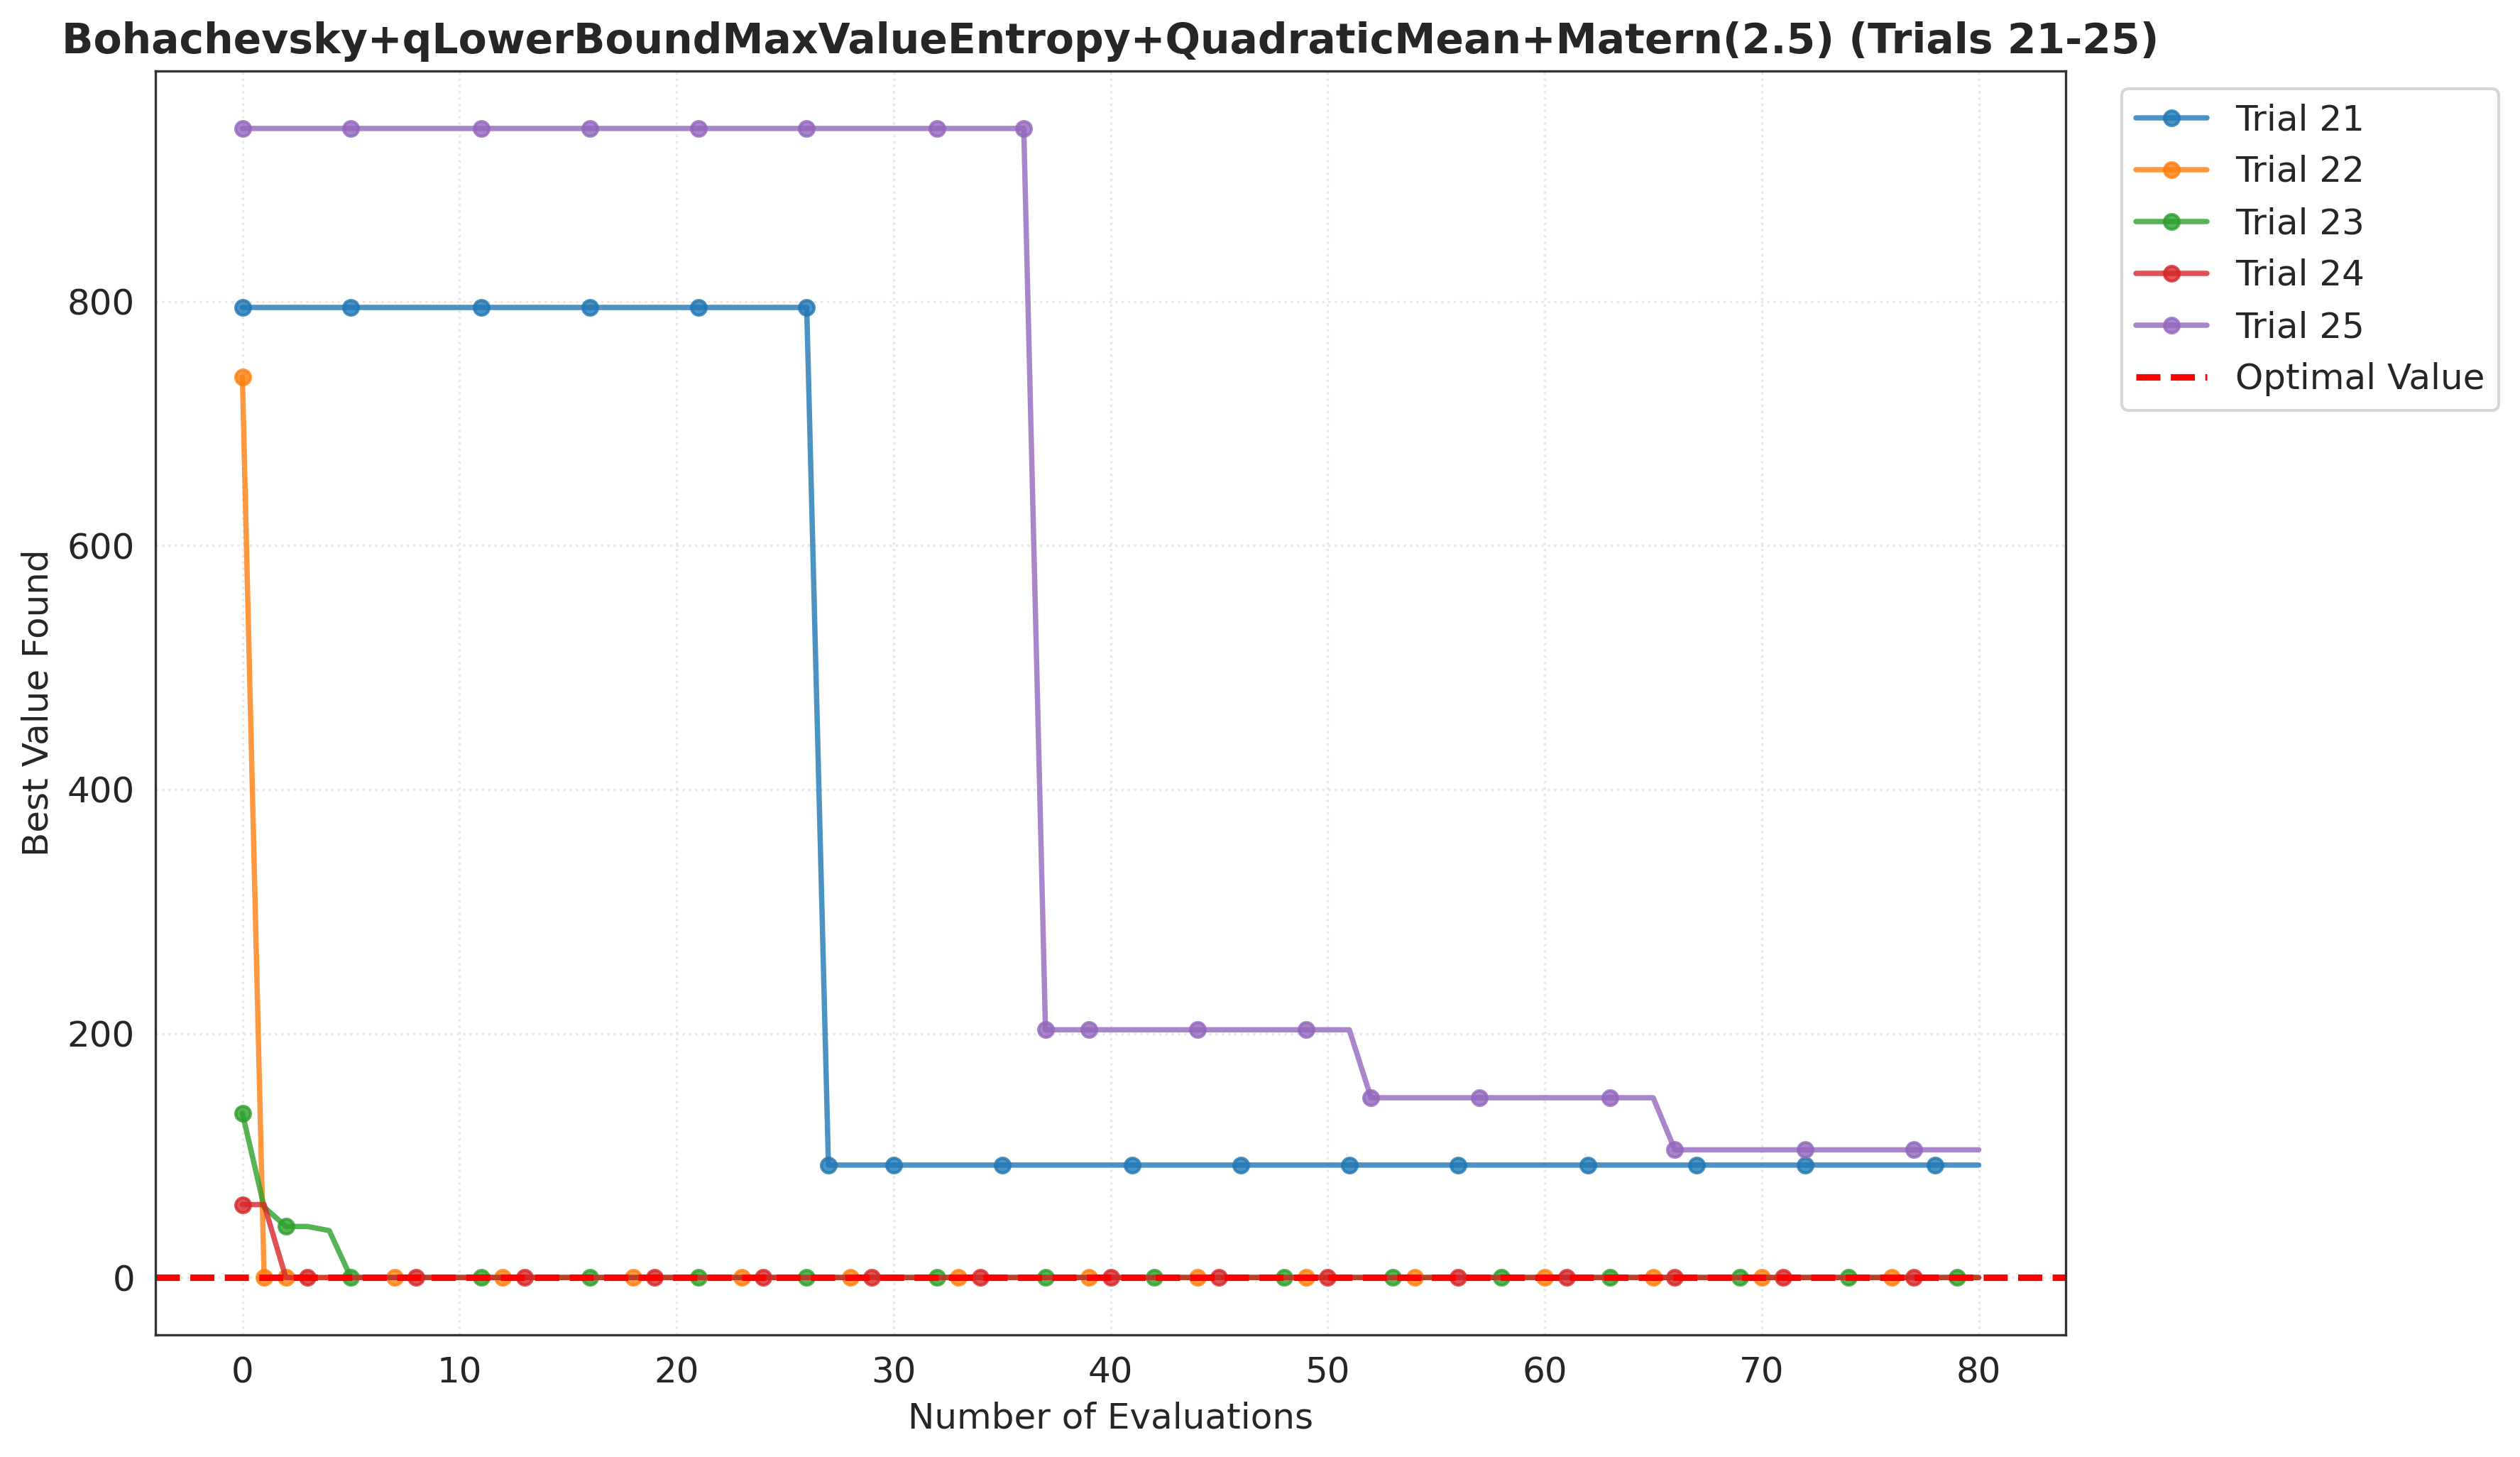 Bohachevsky+qLowerBoundMaxValueEntropy+QuadraticMean+Matern(2.5) (Trials 21-25)
Trial 21
Trial 22
Trial 23
Trial 24
Trial 25
Optimal Value
Best Value Found
800
600
400
200
0
0 10 20 30 40 50 60 70 80
Number of Evaluations